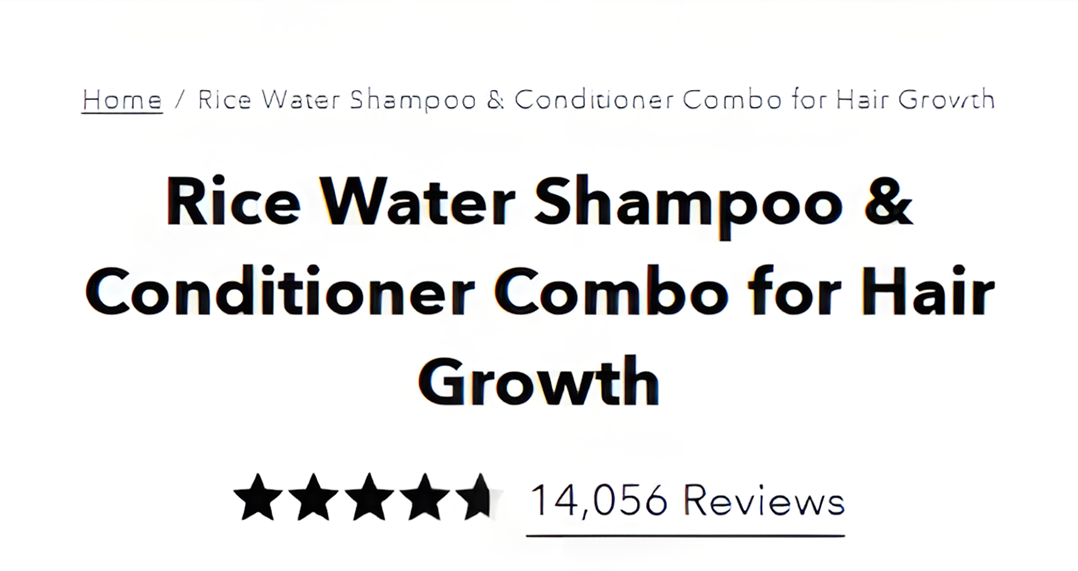 Home / Rice Water Shampoo & Conditioner Combo for Hair Growth
Rice Water Shampoo &
Conditioner Combo for Hair
Growth
14,056 Reviews